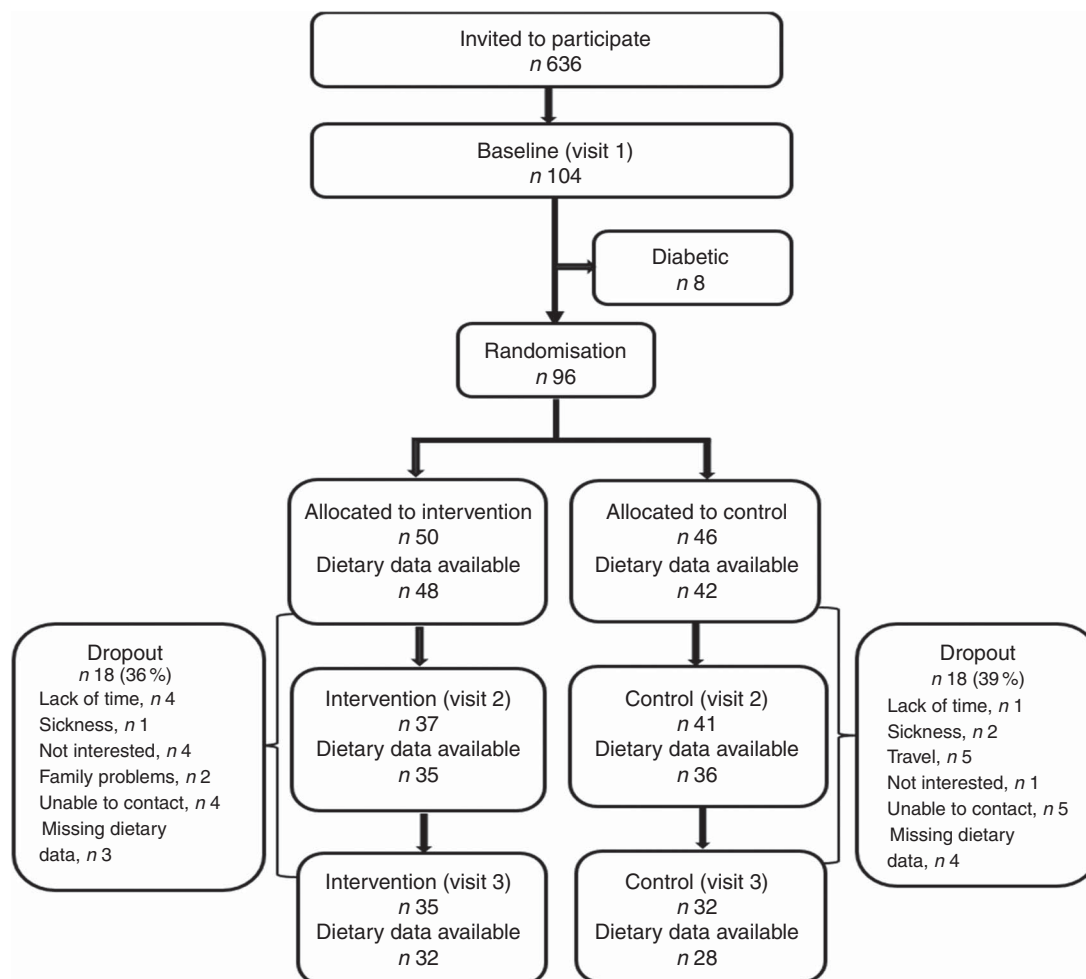 Invited to participate
n 636
Baseline (visit 1)
n 104
Diabetic
n 8
Randomisation
n 96
Allocated to intervention
n 50
Dietary data available
n 48
Allocated to control
n 46
Dietary data available
n 42
Dropout
n 18 (36 %)
Lack of time, n 4
Sickness, n 1
Not interested, n 4
Family problems, n 2
Unable to contact, n 4
Missing dietary
data, n 3
Intervention (visit 2)
n 37
Dietary data available
n 35
Control (visit 2)
n 41
Dietary data available
n 36
Dropout
n 18 (39 %)
Lack of time, n 1
Sickness, n 2
Travel, n 5
Not interested, n 1
Unable to contact, n 5
Missing dietary
data, n 4
Intervention (visit 3)
n 35
Dietary data available
n 32
Control (visit 3)
n 32
Dietary data available
n 28